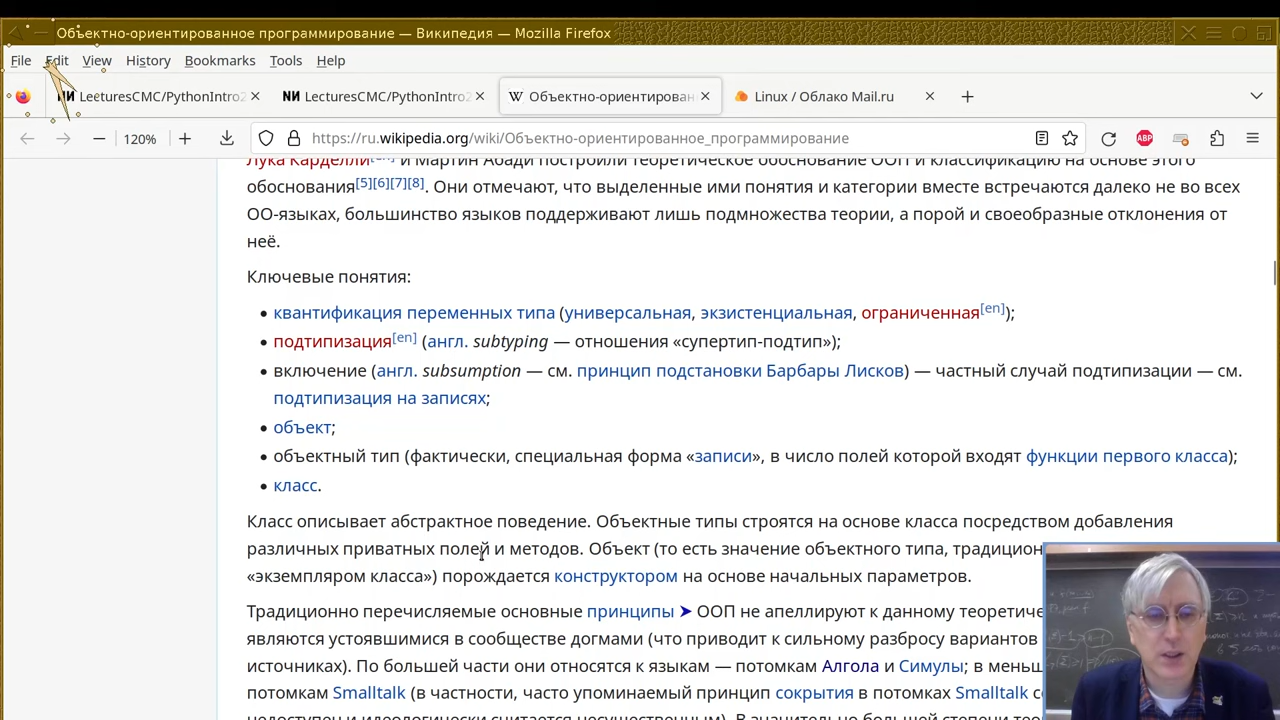 Объектно-ориентированное программирование — Википедия — Mozilla Firefox
File Edit View History Bookmarks Tools Help
LecturesCMC/PythonIntro2 LecturesCMC/PythonIntro2 Объектно-ориентирован Linux / Облако Mail.ru
120% https://ru.wikipedia.org/wiki/Объектно-ориентированное_программирование
Лука Карделли[en] и Мартин Абади построили теоретическое обоснование ООП и классификацию на основе этого
обоснования[5][6][7][8]. Они отмечают, что выделенные ими понятия и категории вместе встречаются далеко не во всех
ОО-языках, большинство языков поддерживают лишь подмножества теории, а порой и своеобразные отклонения от
неё.
Ключевые понятия:
• квантификация переменных типа (универсальная, экзистенциальная, ограниченная[en]);
• подтипизация[en] (англ. subtyping — отношения «супертип-подтип»);
• включение (англ. subsumption — см. принцип подстановки Барбары Лисков) — частный случай подтипизации — см.
подтипизация на записях;
• объект;
• объектный тип (фактически, специальная форма «записи», в число полей которой входят функции первого класса);
• класс.
Класс описывает абстрактное поведение. Объектные типы строятся на основе класса посредством добавления
различных приватных полей и методов. Объект (то есть значение объектного типа, традицион
«экземпляром класса») порождается конструктором на основе начальных параметров.
Традиционно перечисляемые основные принципы ➤ ООП не апеллируют к данному теоретиче
являются устоявшимися в сообществе догмами (что приводит к сильному разбросу вариантов
источниках). По большей части они относятся к языкам — потомкам Алгола и Симулы; в меньш
потомкам Smalltalk (в частности, часто упоминаемый принцип сокрытия в потомках Smalltalk
недоступен и идеологически считается несущественным). В значительно большей степени